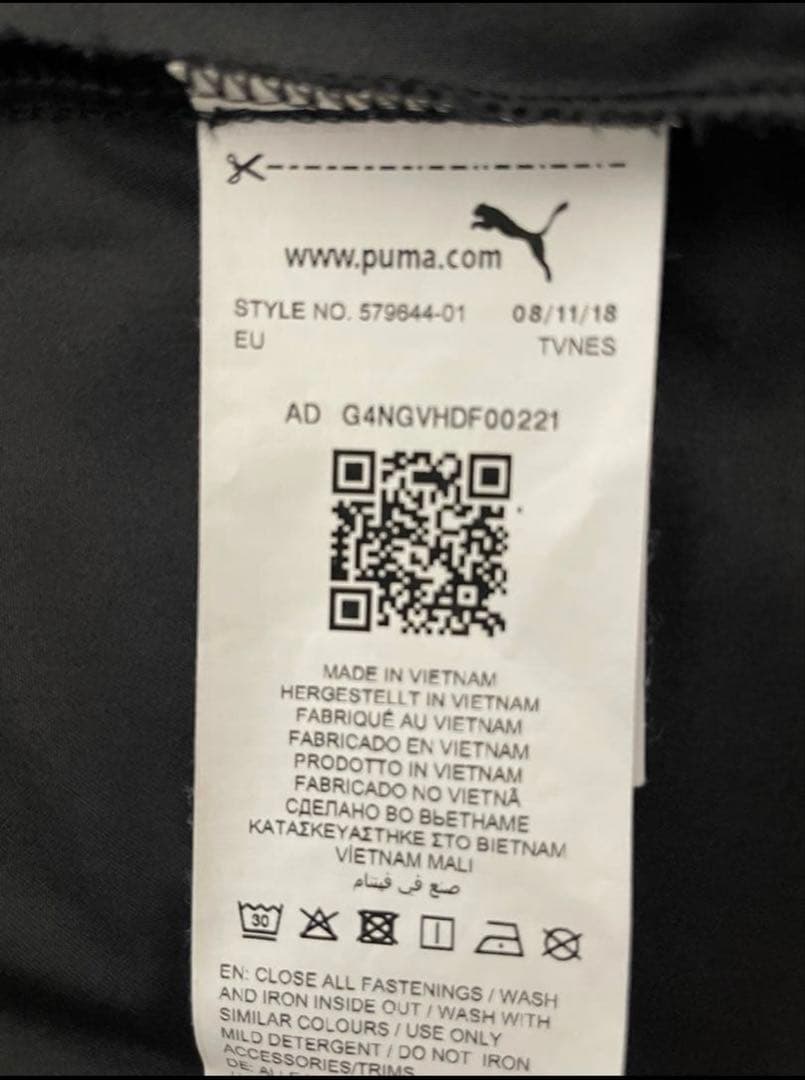 www.puma.com
STYLE NO. 579644-01 08/11/18
EU TVNES
AD G4NGVHDF00221
MADE IN VIETNAM
HERGESTELLT IN VIETNAM
FABRIQUÉ AU VIETNAM
FABRICADO EN VIETNAM
PRODOTTO IN VIETNAM
FABRICADO NO VIETNÃ
СДЕЛАНО ВО ВЬЕТНАМЕ
ΚΑΤΑΣΚΕΥΑΣΤΗΚΕ ΣΤΟ ΒΙΕΤΝΑΜ
VİETNAM MALI
صنع في فيتنام
30
EN: CLOSE ALL FASTENINGS / WASH
AND IRON INSIDE OUT / WASH WITH
SIMILAR COLOURS / USE ONLY
MILD DETERGENT / DO NOT IRON
ACCESSORIES/TRIMS
DE: